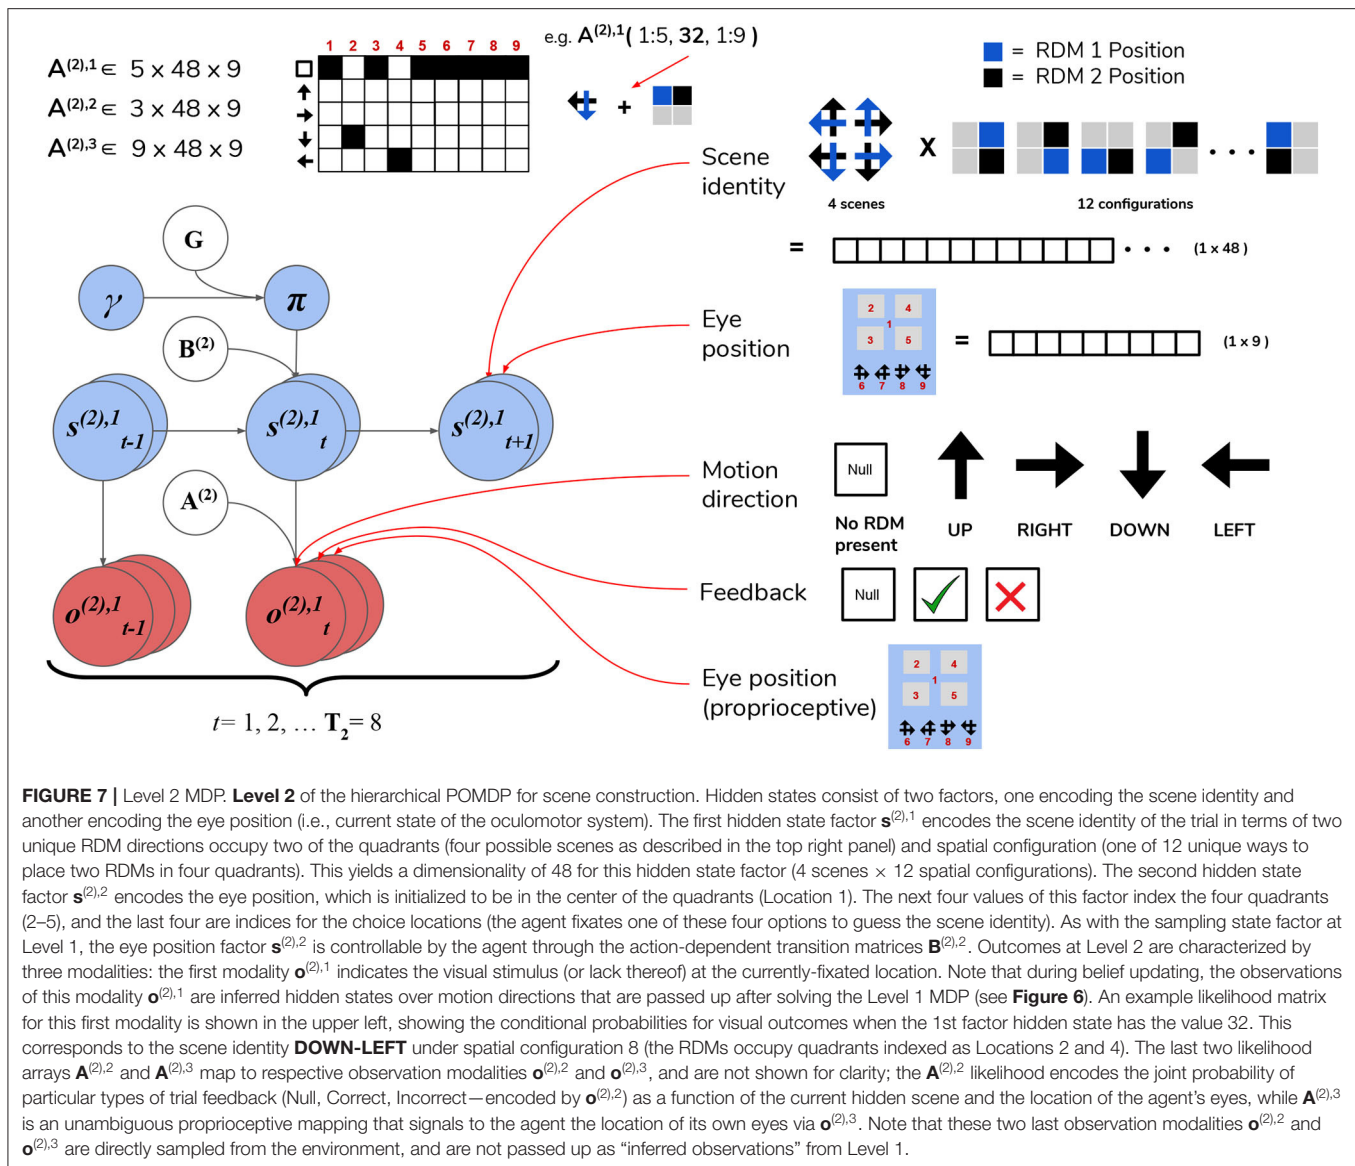 A(2),1 ∈ 5 x 48 x 9
A(2),2 ∈ 3 x 48 x 9
A(2),3 ∈ 9 x 48 x 9
1 2 3 4 5 6 7 8 9
e.g. A(2),1( 1:5, 32, 1:9 )
+
= RDM 1 Position
= RDM 2 Position
Scene
identity
X
4 scenes
12 configurations
= (1 x 48)
G
γ
π
B(2)
s(2),1 t-1
s(2),1 t
s(2),1 t+1
A(2)
o(2),1 t-1
o(2),1 t
t= 1, 2, … T2= 8
Eye
position
2 4
1
3 5
6 7 8 9
= (1 x 9)
Motion
direction
Null
No RDM
present
UP RIGHT DOWN LEFT
Feedback
Null
Eye position
(proprioceptive)
2 4
1
3 5
6 7 8 9
FIGURE 7 | Level 2 MDP. Level 2 of the hierarchical POMDP for scene construction. Hidden states consist of two factors, one encoding the scene identity and
another encoding the eye position (i.e., current state of the oculomotor system). The first hidden state factor s(2),1 encodes the scene identity of the trial in terms of two
unique RDM directions occupy two of the quadrants (four possible scenes as described in the top right panel) and spatial configuration (one of 12 unique ways to
place two RDMs in four quadrants). This yields a dimensionality of 48 for this hidden state factor (4 scenes × 12 spatial configurations). The second hidden state
factor s(2),2 encodes the eye position, which is initialized to be in the center of the quadrants (Location 1). The next four values of this factor index the four quadrants
(2–5), and the last four are indices for the choice locations (the agent fixates one of these four options to guess the scene identity). As with the sampling state factor at
Level 1, the eye position factor s(2),2 is controllable by the agent through the action-dependent transition matrices B(2),2. Outcomes at Level 2 are characterized by
three modalities: the first modality o(2),1 indicates the visual stimulus (or lack thereof) at the currently-fixated location. Note that during belief updating, the observations
of this modality o(2),1 are inferred hidden states over motion directions that are passed up after solving the Level 1 MDP (see Figure 6). An example likelihood matrix
for this first modality is shown in the upper left, showing the conditional probabilities for visual outcomes when the 1st factor hidden state has the value 32. This
corresponds to the scene identity DOWN-LEFT under spatial configuration 8 (the RDMs occupy quadrants indexed as Locations 2 and 4). The last two likelihood
arrays A(2),2 and A(2),3 map to respective observation modalities o(2),2 and o(2),3, and are not shown for clarity; the A(2),2 likelihood encodes the joint probability of
particular types of trial feedback (Null, Correct, Incorrect—encoded by o(2),2) as a function of the current hidden scene and the location of the agent's eyes, while A(2),3
is an unambiguous proprioceptive mapping that signals to the agent the location of its own eyes via o(2),3. Note that these two last observation modalities o(2),2 and
o(2),3 are directly sampled from the environment, and are not passed up as “inferred observations” from Level 1.